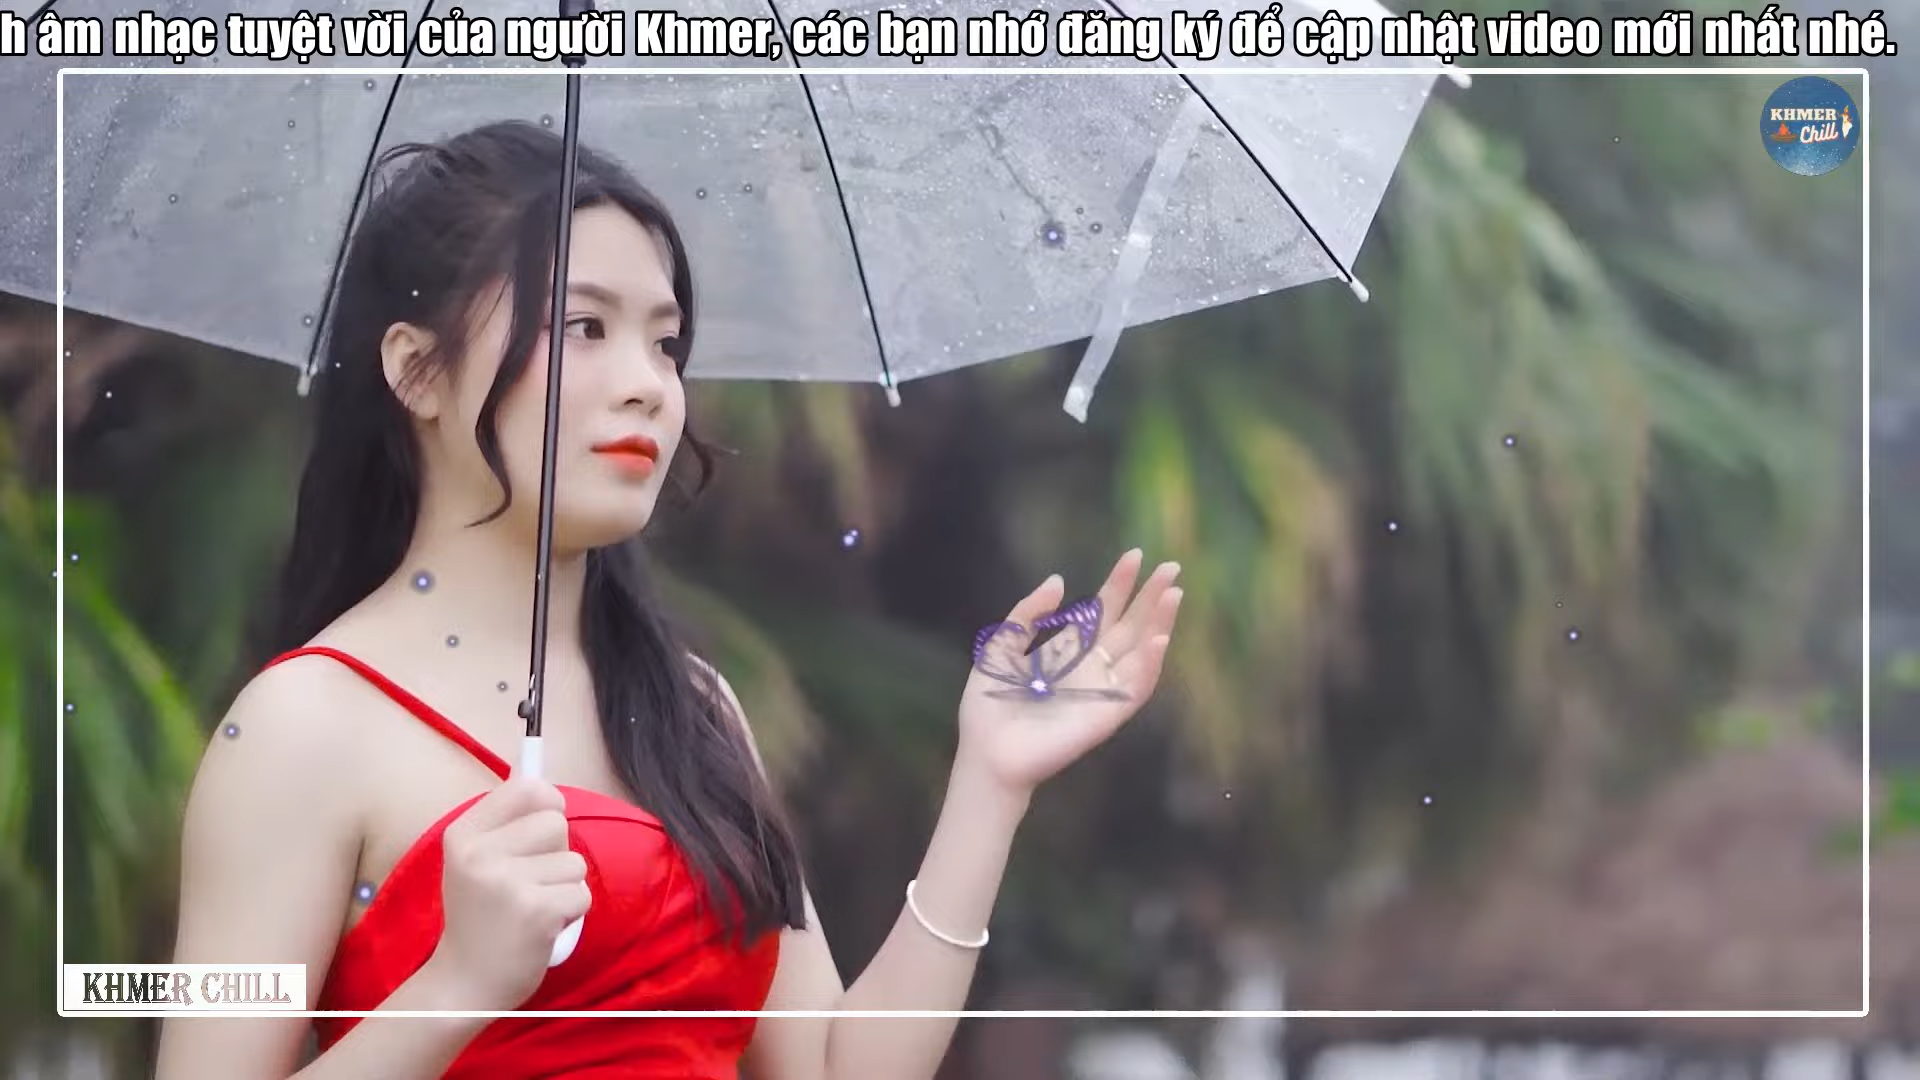 h âm nhạc tuyệt vời của người Khmer, các bạn nhớ đăng ký để cập nhật video mới nhất nhé.
KHMER
Chill
KHMER CHILL